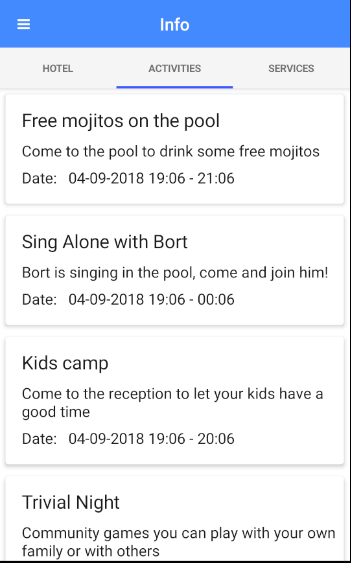 Info
HOTEL ACTIVITIES SERVICES
Free mojitos on the pool
Come to the pool to drink some free mojitos
Date: 04-09-2018 19:06 - 21:06
Sing Alone with Bort
Bort is singing in the pool, come and join him!
Date: 04-09-2018 19:06 - 00:06
Kids camp
Come to the reception to let your kids have a
good time
Date: 04-09-2018 19:06 - 20:06
Trivial Night
Community games you can play with your own
family or with others